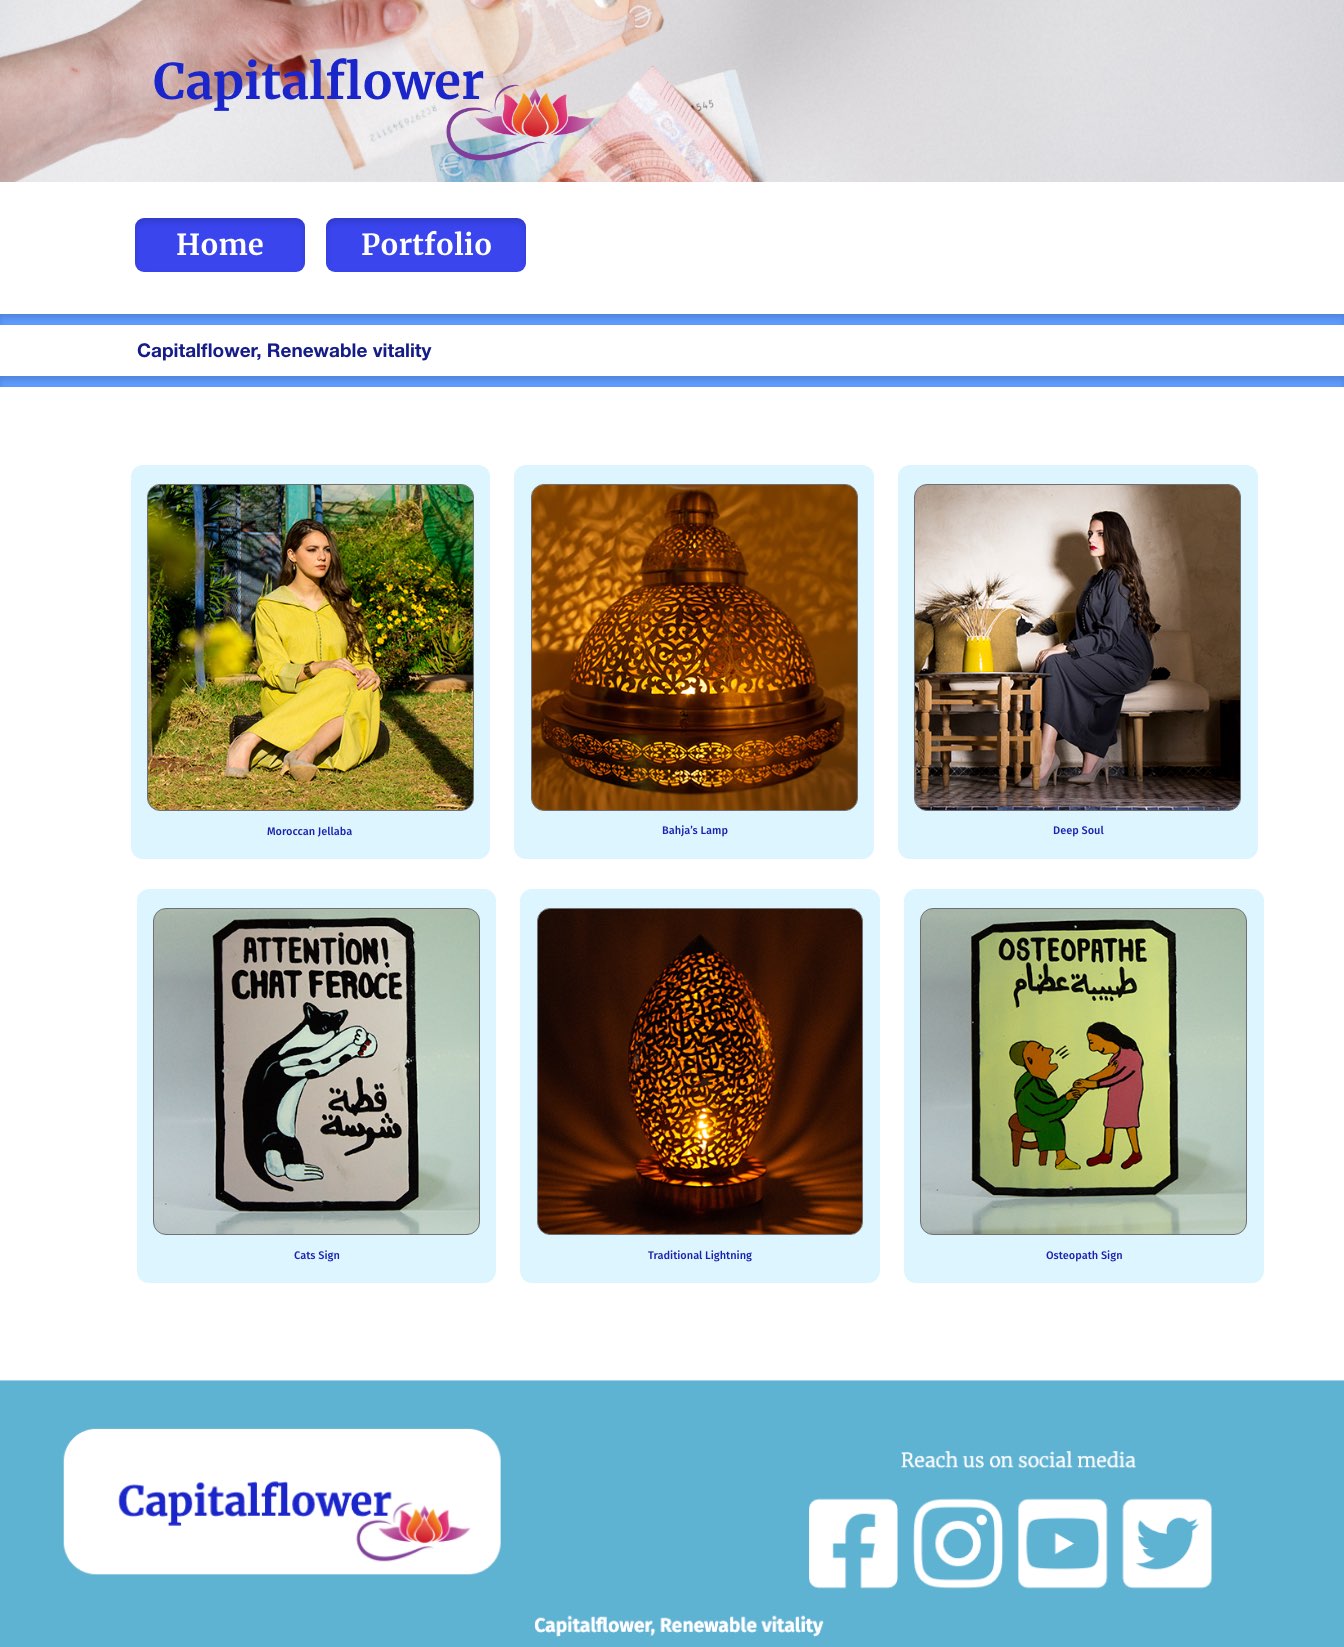 Capitalflower
Home
Portfolio
Capitalflower, Renewable vitality
Moroccan Jellaba
Bahja's Lamp
Deep Soul
ATTENTION!
CHAT FEROCE
قطة
شرسة
OSTEOPATHE
طبيبة عظام
Cats Sign
Traditional Lightning
Osteopath Sign
Capitalflower
Reach us on social media
Capitalflower, Renewable vitality